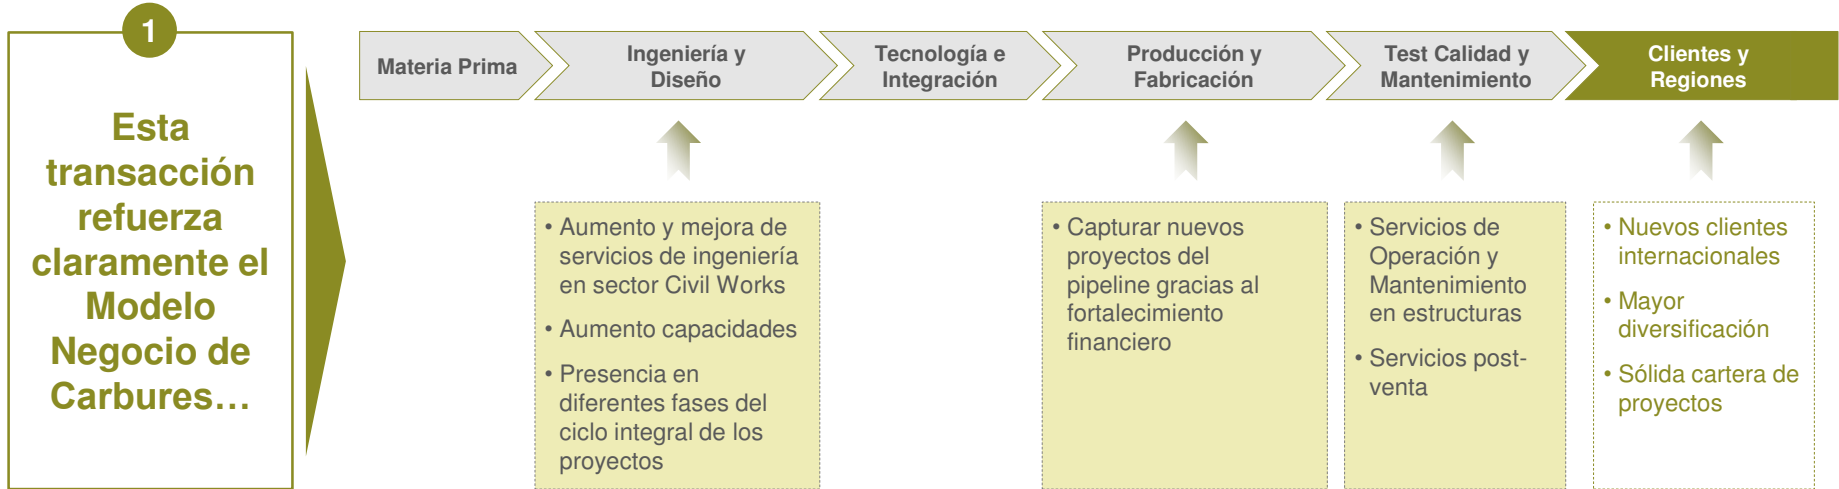 1
Esta
transacción
refuerza
claramente el
Modelo
Negocio de
Carbures…
Materia Prima
Ingeniería y
Diseño
Tecnología e
Integración
Producción y
Fabricación
Test Calidad y
Mantenimiento
Clientes y
Regiones
• Aumento y mejora de
servicios de ingeniería
en sector Civil Works
• Aumento capacidades
• Presencia en
diferentes fases del
ciclo integral de los
proyectos
• Capturar nuevos
proyectos del
pipeline gracias al
fortalecimiento
financiero
• Servicios de
Operación y
Mantenimiento
en estructuras
• Servicios post-
venta
• Nuevos clientes
internacionales
• Mayor
diversificación
• Sólida cartera de
proyectos